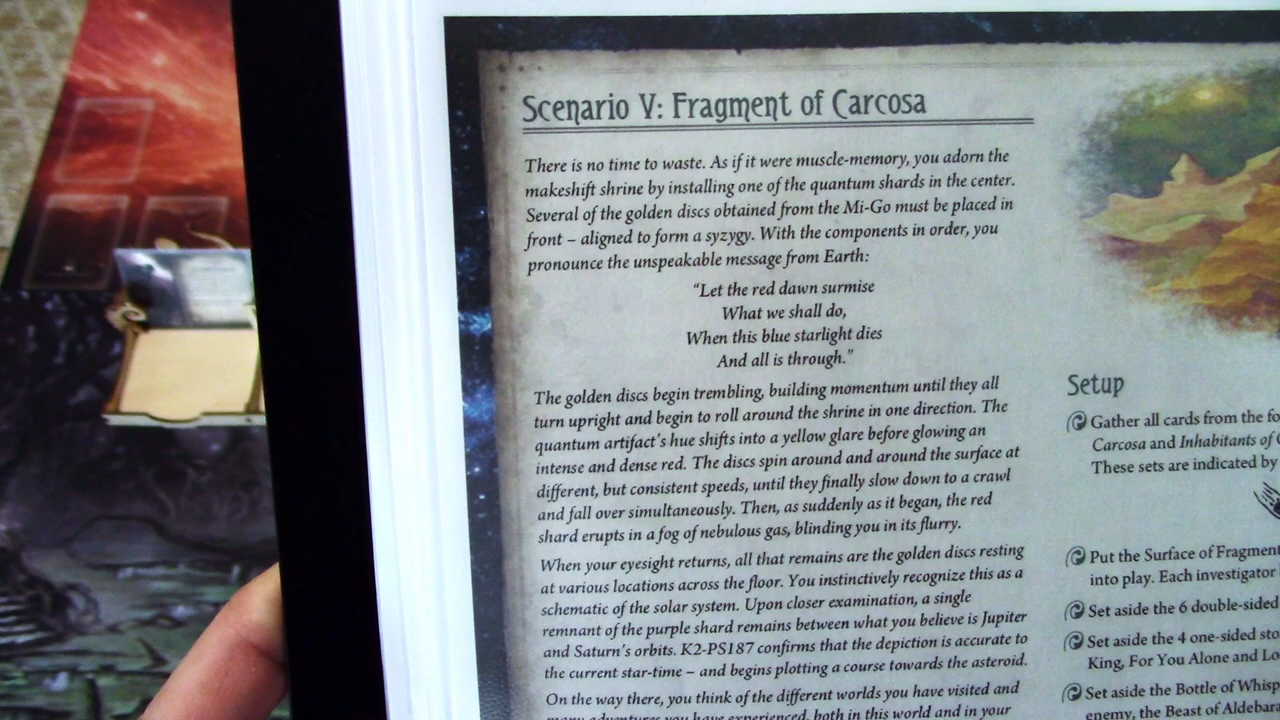 Scenario V: Fragment of Carcosa
There is no time to waste. As if it were muscle-memory, you adorn the
makeshift shrine by installing one of the quantum shards in the center.
Several of the golden discs obtained from the Mi-Go must be placed in
front – aligned to form a syzygy. With the components in order, you
pronounce the unspeakable message from Earth:
“Let the red dawn surmise
What we shall do,
When this blue starlight dies
And all is through.”
The golden discs begin trembling, building momentum until they all
turn upright and begin to roll around the shrine in one direction. The
quantum artifact's hue shifts into a yellow glare before glowing an
intense and dense red. The discs spin around and around the surface at
different, but consistent speeds, until they finally slow down to a crawl
and fall over simultaneously. Then, as suddenly as it began, the red
shard erupts in a fog of nebulous gas, blinding you in its flurry.
When your eyesight returns, all that remains are the golden discs resting
at various locations across the floor. You instinctively recognize this as a
schematic of the solar system. Upon closer examination, a single
remnant of the purple shard remains between what you believe is Jupiter
and Saturn's orbits. K2-PS187 confirms that the depiction is accurate to
the current star-time – and begins plotting a course towards the asteroid.
On the way there, you think of the different worlds you have visited and
many adventures you have experienced, both in this world and in your
Setup
Gather all cards from the fo
Carcosa and Inhabitants of
These sets are indicated by
Put the Surface of Fragment
into play. Each investigator
Set aside the 6 double-sided
Set aside the 4 one-sided sto
King, For You Alone and Lo
Set aside the Bottle of Whisp
enemy, the Beast of Aldebara